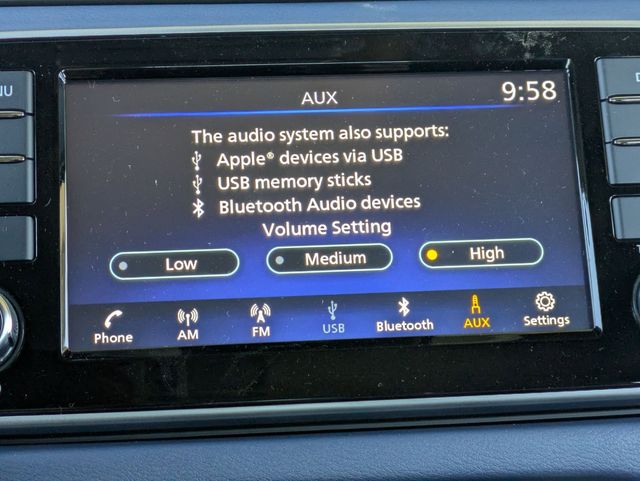 NU
AUX 9:58
The audio system also supports:
Apple® devices via USB
USB memory sticks
Bluetooth Audio devices
Volume Setting
Low Medium High
Phone AM FM USB Bluetooth AUX Settings